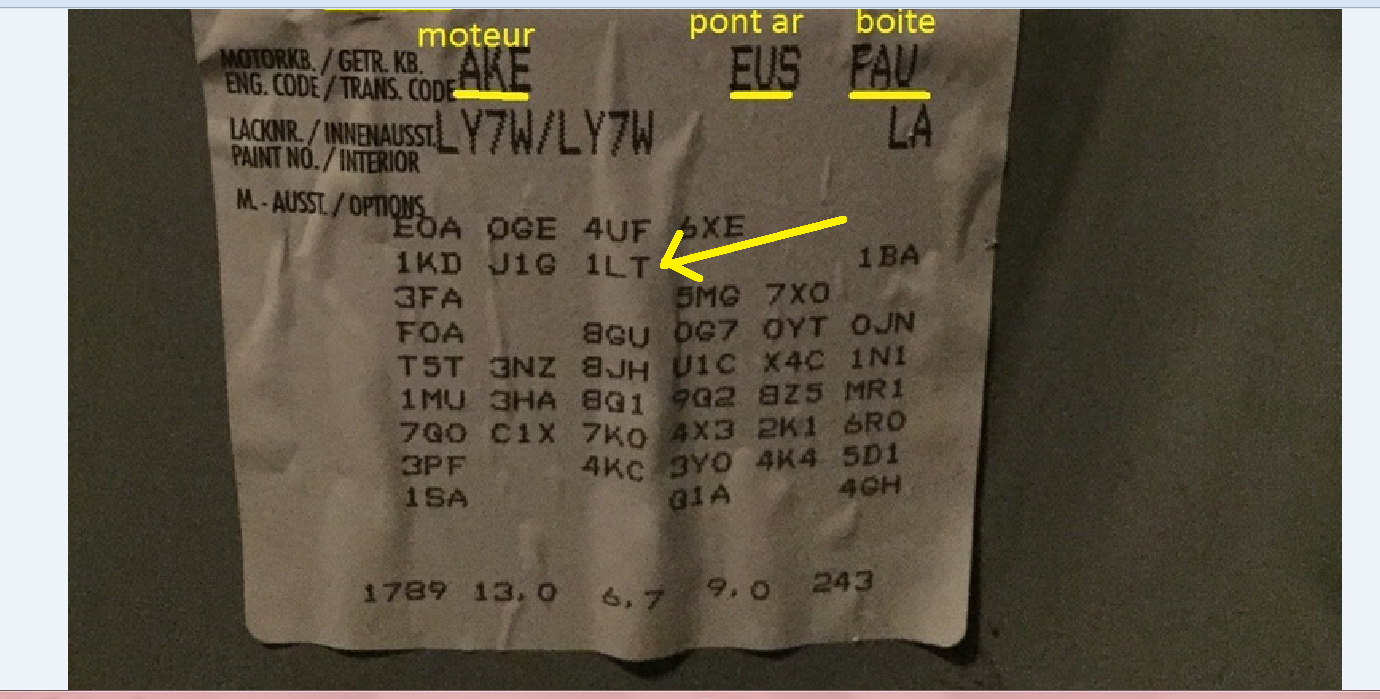 moteur pont ar boite
MOTORKB. / GETR. KB. AKE EUS FAU
ENG. CODE / TRANS. CODE
LACKNR. / INNENAUSST. LY7W/LY7W LA
PAINT NO. / INTERIOR
M. - AUSST. / OPTIONS
E0A 0GE 4UF 6XE
1KD J1G 1LT 1BA
3FA 5MG 7X0
F0A 8GU 0G7 0YT 0JN
T5T 3NZ 8JH U1C X4C 1N1
1MU 3HA 8Q1 9Q2 8Z5 MR1
7Q0 C1X 7K0 4X3 2K1 6R0
3PF 4KC 3Y0 4K4 5D1
1SA Q1A 4GH
1789 13,0 6,7 9,0 243